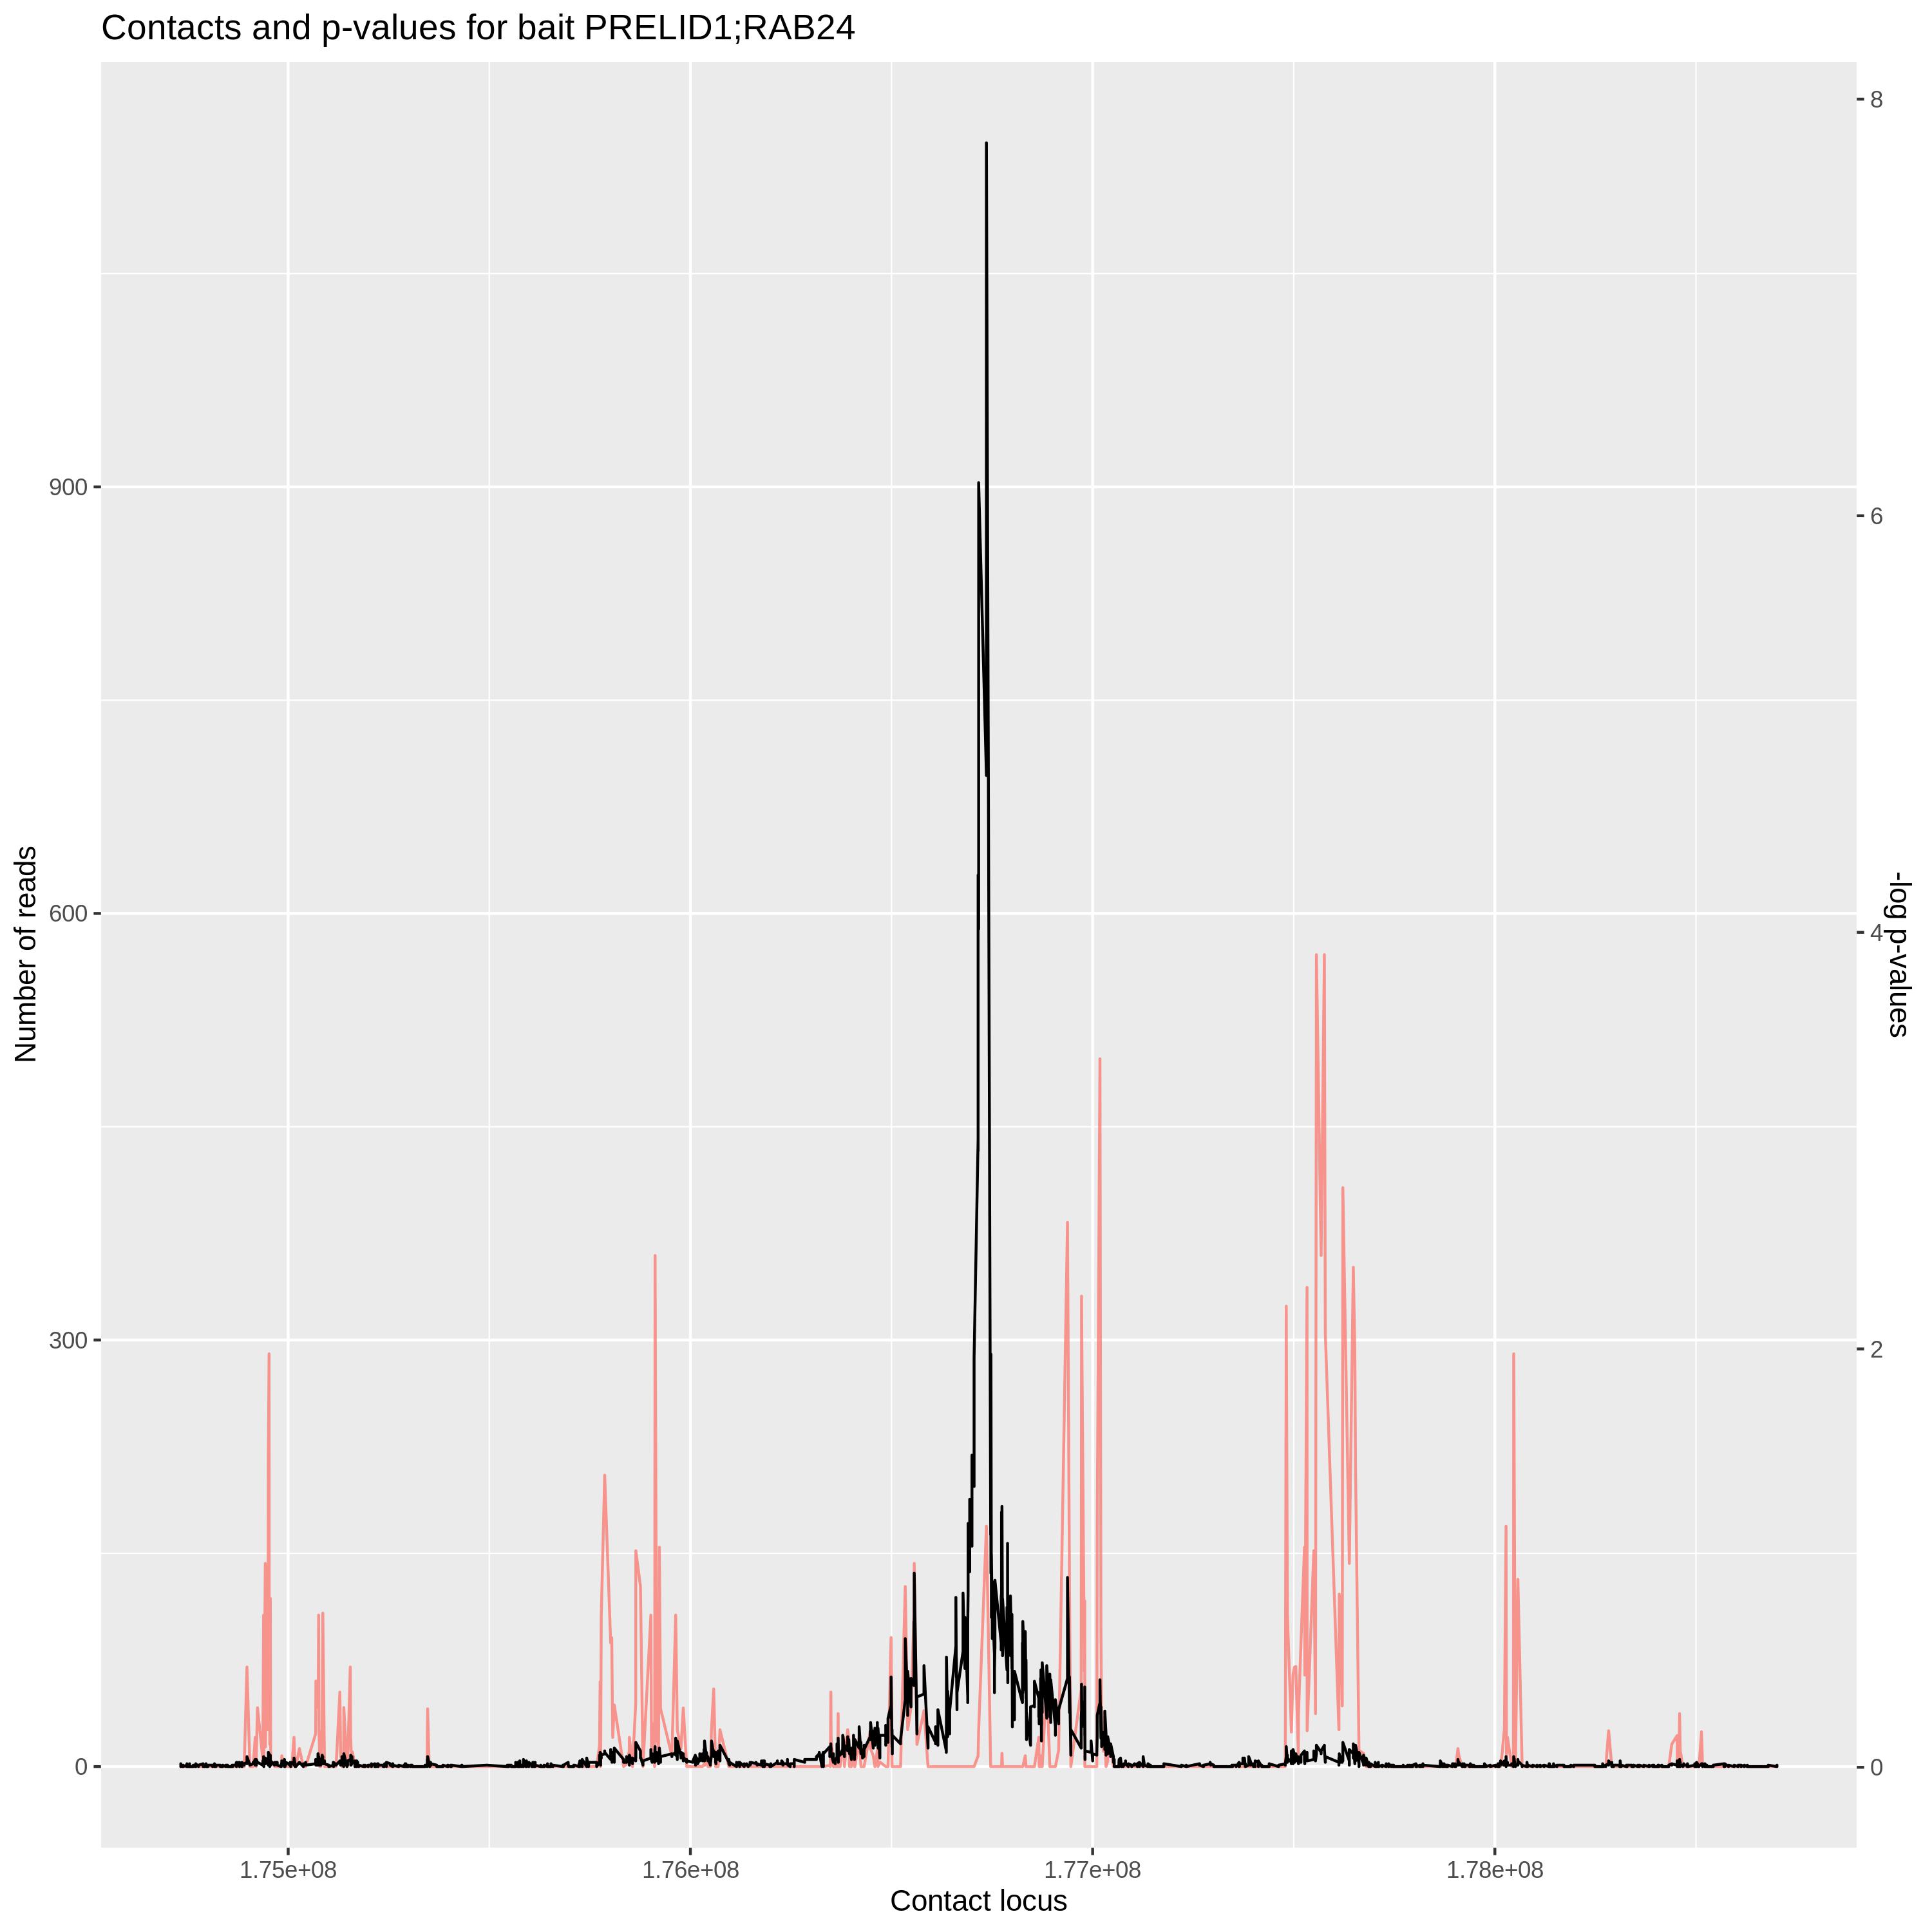 Contacts and p-values for bait PRELID1;RAB24
8
900
6
600
4
Number of reads
-log p-values
300
2
0
0
1.75e+08
1.76e+08
1.77e+08
1.78e+08
Contact locus